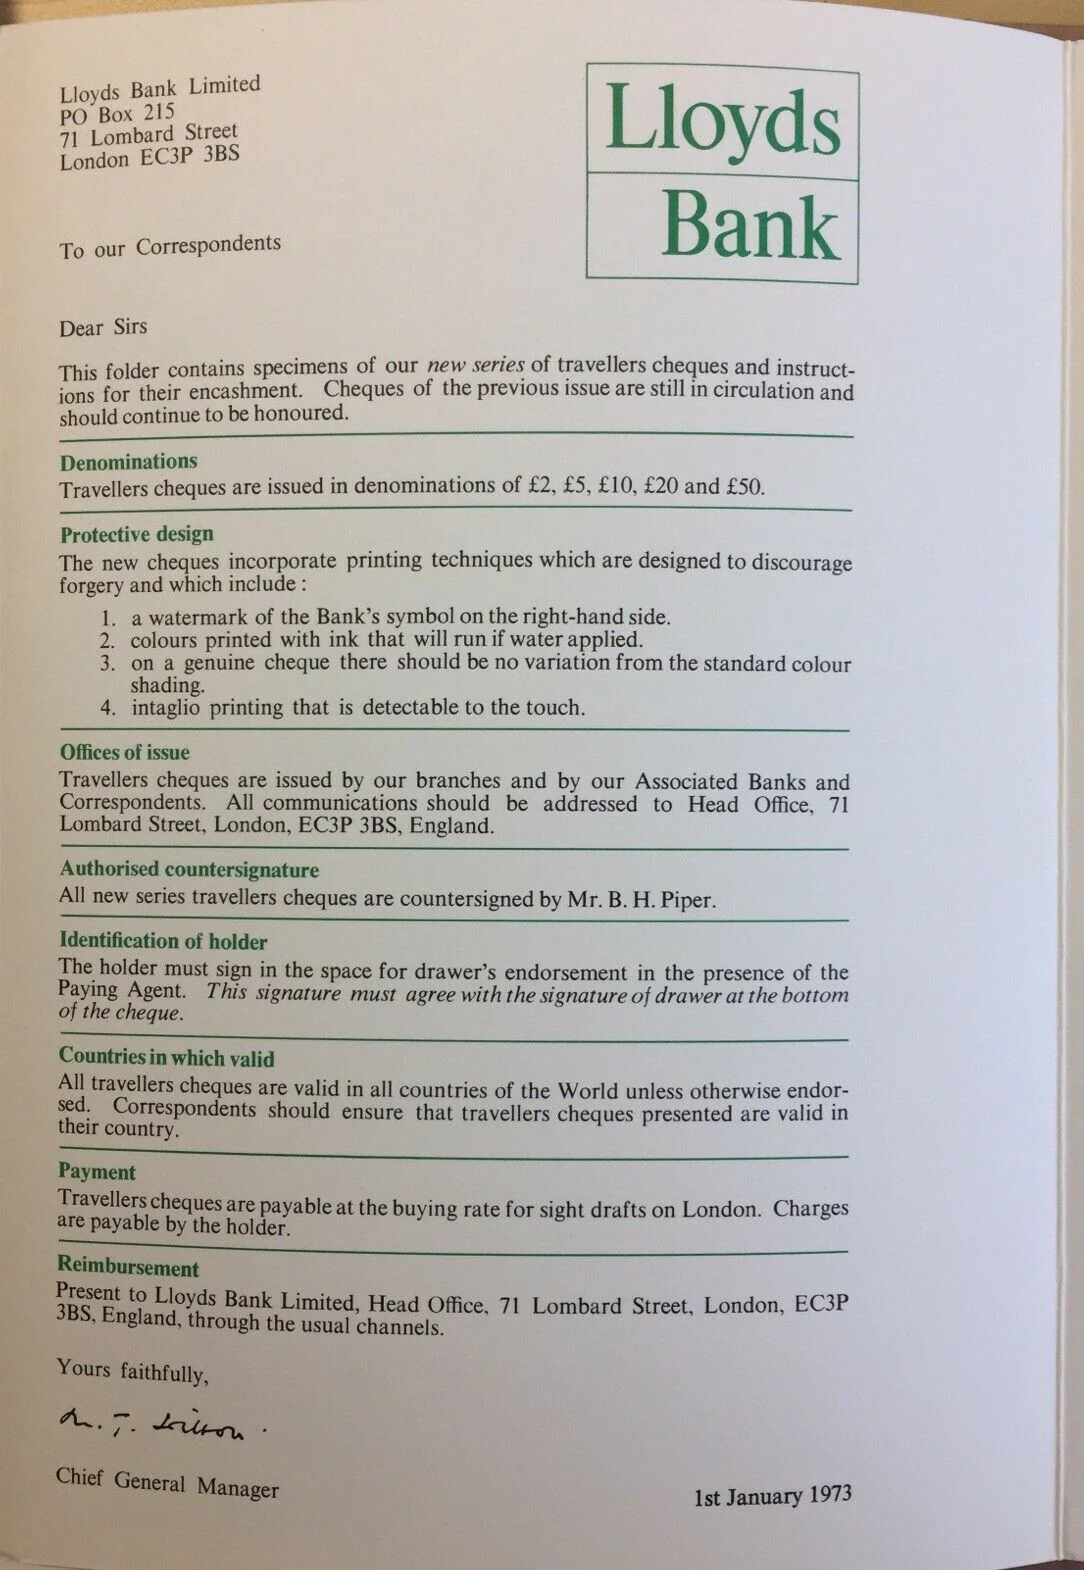 Lloyds Bank Limited
PO Box 215
71 Lombard Street
London EC3P 3BS
Lloyds
Bank
To our Correspondents
Dear Sirs
This folder contains specimens of our new series of travellers cheques and instruct-
ions for their encashment. Cheques of the previous issue are still in circulation and
should continue to be honoured.
Denominations
Travellers cheques are issued in denominations of £2, £5, £10, £20 and £50.
Protective design
The new cheques incorporate printing techniques which are designed to discourage
forgery and which include :
1. a watermark of the Bank's symbol on the right-hand side.
2. colours printed with ink that will run if water applied.
3. on a genuine cheque there should be no variation from the standard colour
shading.
4. intaglio printing that is detectable to the touch.
Offices of issue
Travellers cheques are issued by our branches and by our Associated Banks and
Correspondents. All communications should be addressed to Head Office, 71
Lombard Street, London, EC3P 3BS, England.
Authorised countersignature
All new series travellers cheques are countersigned by Mr. B. H. Piper.
Identification of holder
The holder must sign in the space for drawer's endorsement in the presence of the
Paying Agent. This signature must agree with the signature of drawer at the bottom
of the cheque.
Countries in which valid
All travellers cheques are valid in all countries of the World unless otherwise endor-
sed. Correspondents should ensure that travellers cheques presented are valid in
their country.
Payment
Travellers cheques are payable at the buying rate for sight drafts on London. Charges
are payable by the holder.
Reimbursement
Present to Lloyds Bank Limited, Head Office, 71 Lombard Street, London, EC3P
3BS, England, through the usual channels.
Yours faithfully,
Chief General Manager
1st January 1973